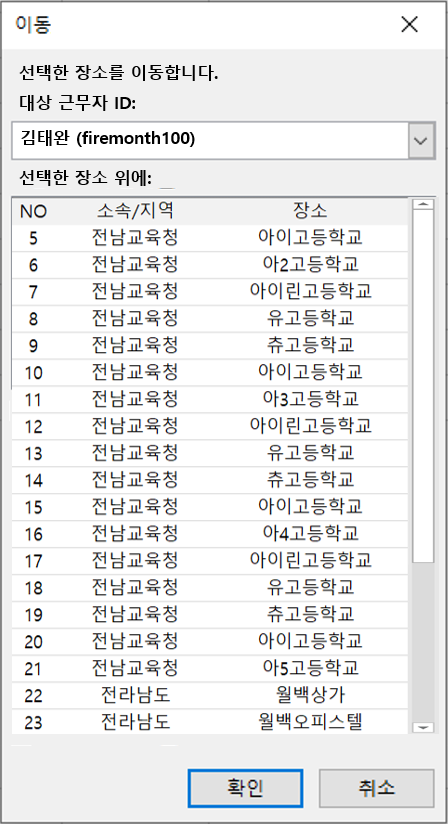 이동
선택한 장소를 이동합니다.
대상 근무자 ID:
김태완 (firemonth100)
선택한 장소 위에:
NO 소속/지역 장소
5 전남교육청 아이고등학교
6 전남교육청 아2고등학교
7 전남교육청 아이린고등학교
8 전남교육청 유고등학교
9 전남교육청 츄고등학교
10 전남교육청 아이고등학교
11 전남교육청 아3고등학교
12 전남교육청 아이린고등학교
13 전남교육청 유고등학교
14 전남교육청 츄고등학교
15 전남교육청 아이고등학교
16 전남교육청 아4고등학교
17 전남교육청 아이린고등학교
18 전남교육청 유고등학교
19 전남교육청 츄고등학교
20 전남교육청 아이고등학교
21 전남교육청 아5고등학교
22 전라남도 월백상가
23 전라남도 월백오피스텔
확인 취소